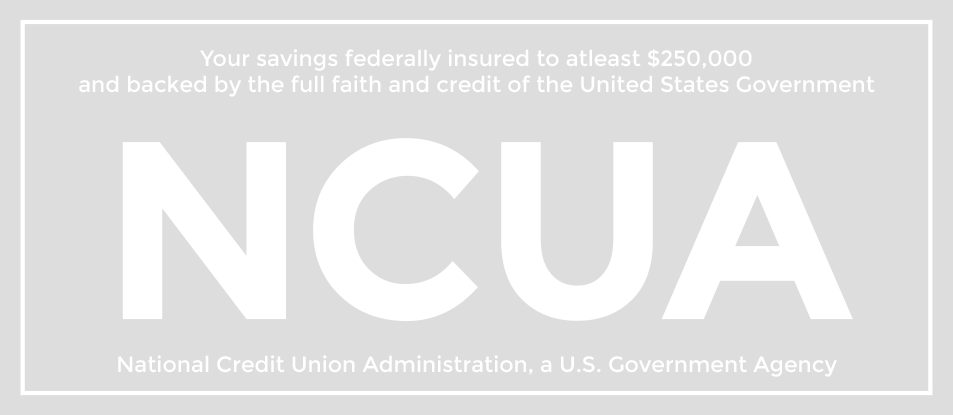 Your savings federally insured to atleast $250,000
and backed by the full faith and credit of the United States Government
NCUA
National Credit Union Administration, a U.S. Government Agency